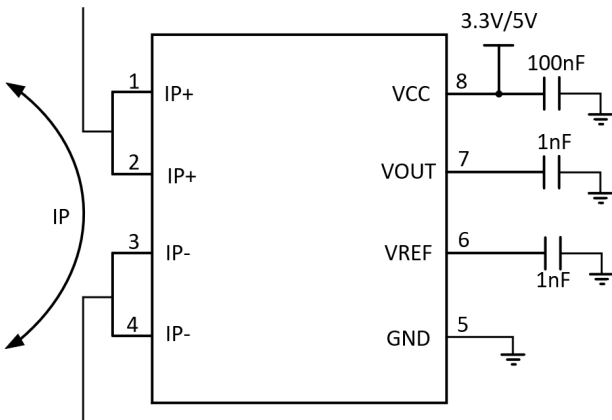 3.3V/5V
1
IP+
VCC
8
100nF
2
IP+
VOUT
7
1nF
IP
3
IP-
VREF
6
1nF
4
IP-
GND
5